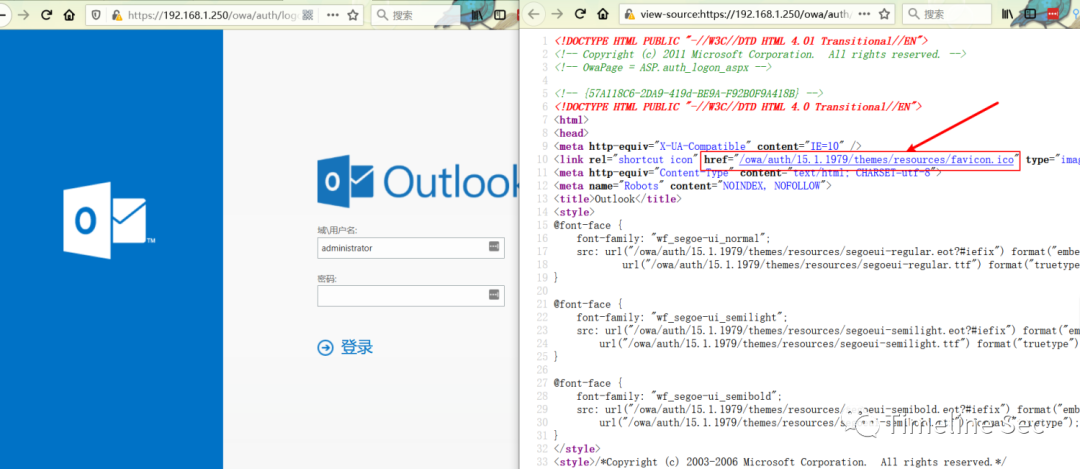 https://192.168.1.250/owa/auth/log
搜索
Outlook
TM
域\用户名:
administrator
密码:
登录
view-source:https://192.168.1.250/owa/auth
搜索
1 <!DOCTYPE HTML PUBLIC "-//W3C//DTD HTML 4.01 Transitional//EN">
2 <!-- Copyright (c) 2011 Microsoft Corporation.  All rights reserved. -->
3 <!-- OwaPage = ASP.auth_logon_aspx -->
4
5 <!-- {57A118C6-2DA9-419d-BE9A-F92B0F9A418B} -->
6 <!DOCTYPE HTML PUBLIC "-//W3C//DTD HTML 4.0 Transitional//EN">
7 <html>
8 <head>
9 <meta http-equiv="X-UA-Compatible" content="IE=10" />
10 <link rel="shortcut icon" href="/owa/auth/15.1.1979/themes/resources/favicon.ico" type="imag
11 <meta http-equiv="Content-Type" content="text/html; CHARSET=utf-8">
12 <meta name="Robots" content="NOINDEX, NOFOLLOW">
13 <title>Outlook</title>
14 <style>
15 @font-face {
16     font-family: "wf_segoe-ui_normal";
17     src: url("/owa/auth/15.1.1979/themes/resources/segoeui-regular.eot?#iefix") format("embe
18          url("/owa/auth/15.1.1979/themes/resources/segoeui-regular.ttf") format("truetype
19 }
20
21 @font-face {
22     font-family: "wf_segoe-ui_semilight";
23     src: url("/owa/auth/15.1.1979/themes/resources/segoeui-semilight.eot?#iefix") format("em
24         url("/owa/auth/15.1.1979/themes/resources/segoeui-semilight.ttf") format("truetype")
25 }
26
27 @font-face {
28     font-family: "wf_segoe-ui_semibold";
29     src: url("/owa/auth/15.1.1979/themes/resources/segoeui-semibold.eot?#iefix") format("emb
30         url("/owa/auth/15.1.1979/themes/resources/segoeui-semibold.ttf") format("truetype");
31 }
32 </style>
33 <style>/*Copyright (c) 2003-2006 Microsoft Corporation.  All rights reserved.*/
Timeline Sec